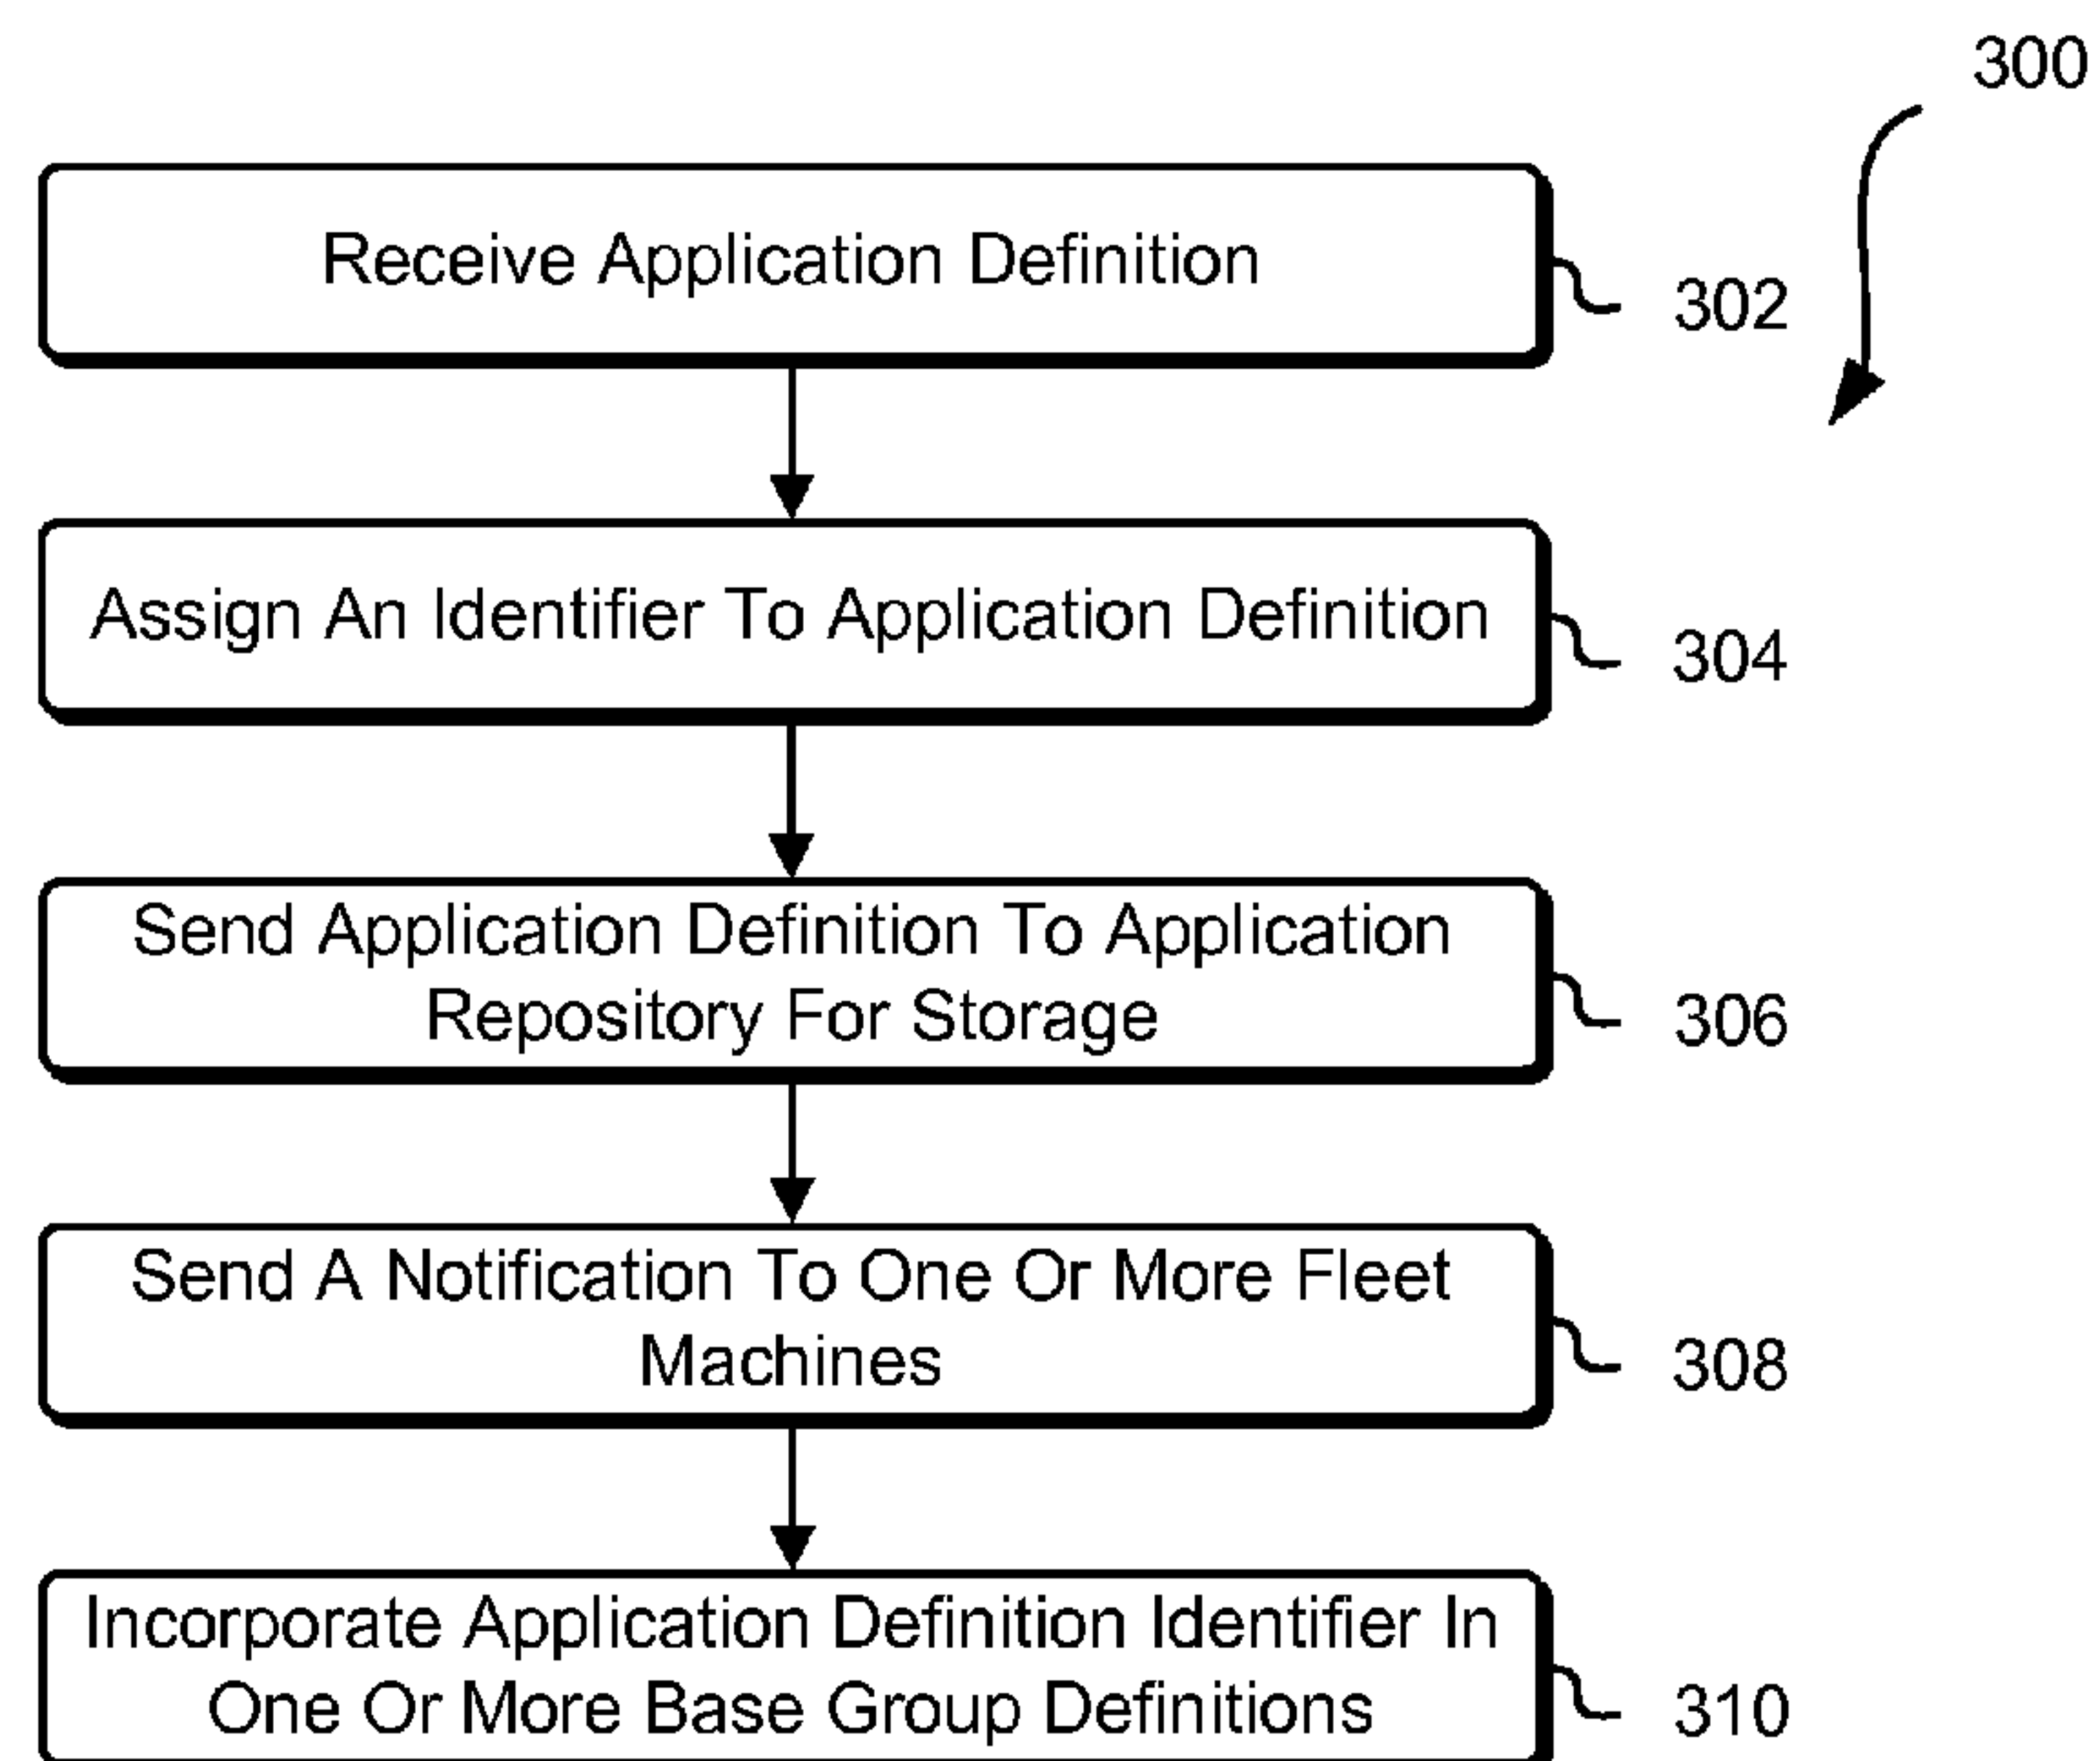 300
Receive Application Definition
302
Assign An Identifier To Application Definition
304
Send Application Definition To Application
Repository For Storage
306
Send A Notification To One Or More Fleet
Machines
308
Incorporate Application Definition Identifier In
One Or More Base Group Definitions
310